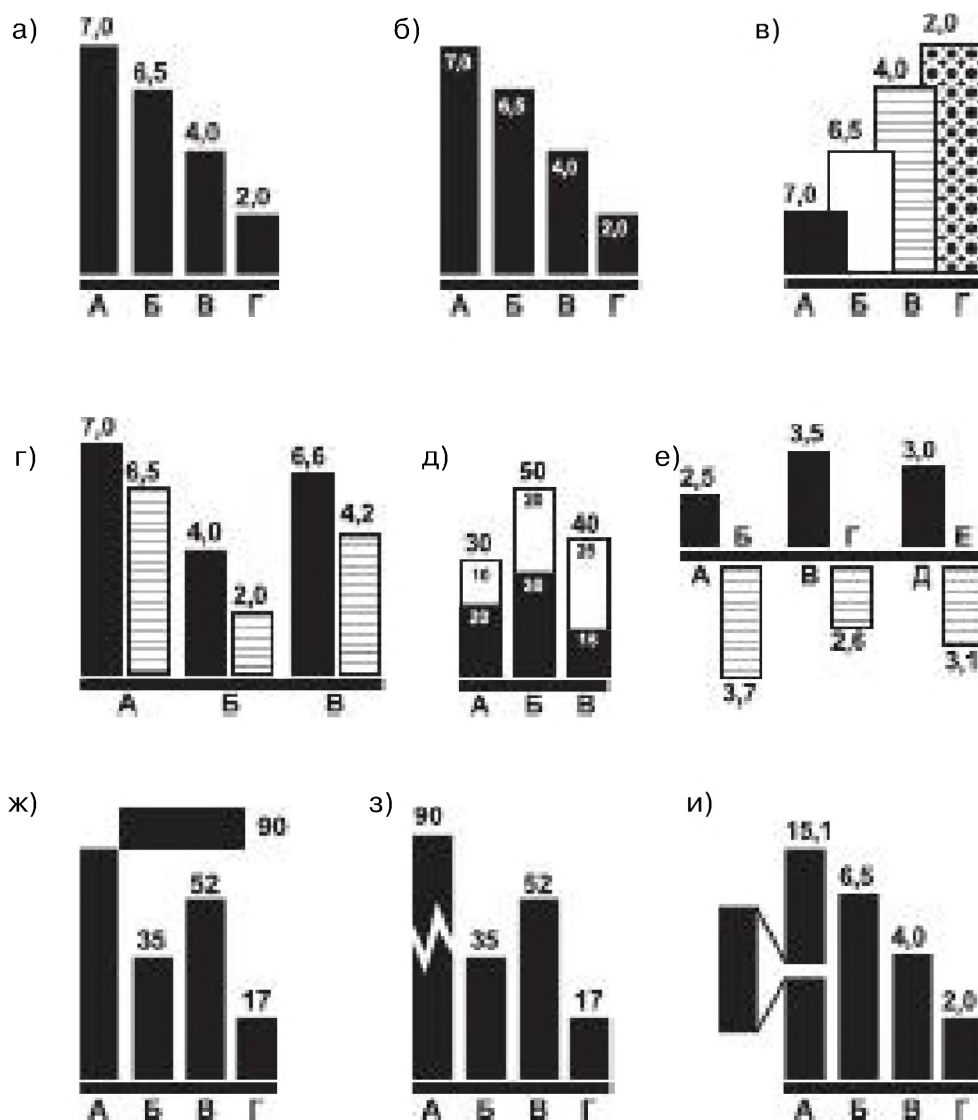 а)
7,0
6,5
4,0
2,0
А Б В Г
б)
7,0
6,5
4,0
2,0
А Б В Г
в)
2,0
4,0
6,5
7,0
А Б В Г
г)
7,0
6,5
4,0
2,0
6,6
4,2
А Б В
д)
30
10
20
50
20
30
40
25
15
А Б В
е)
2,5
3,5
3,0
Б Г Е
А В Д
3,7
2,6
3,1
ж)
90
35
52
17
А Б В Г
з)
90
35
52
17
А Б В Г
и)
15,1
6,5
4,0
2,0
А Б В Г